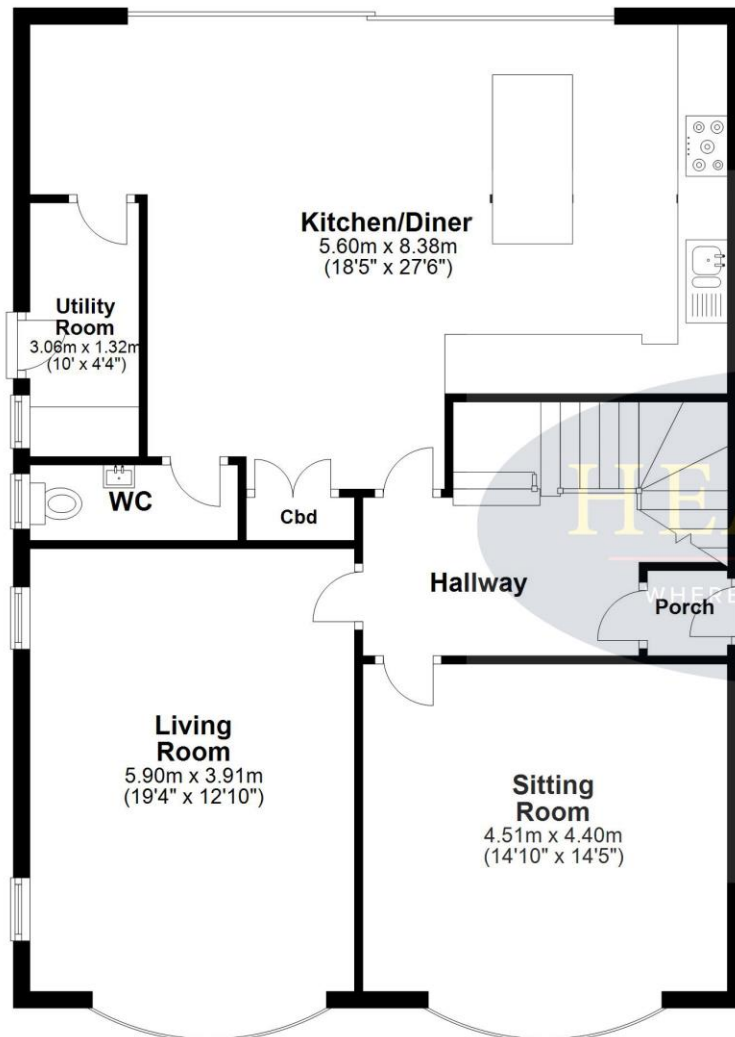 Kitchen/Diner
5.60m x 8.38m
(18'5" x 27'6")
Utility
Room
3.06m x 1.32m
(10' x 4'4")
WC
Cbd
Hallway
Porch
WHERE
Living
Room
5.90m x 3.91m
(19'4" x 12'10")
Sitting
Room
4.51m x 4.40m
(14'10" x 14'5")